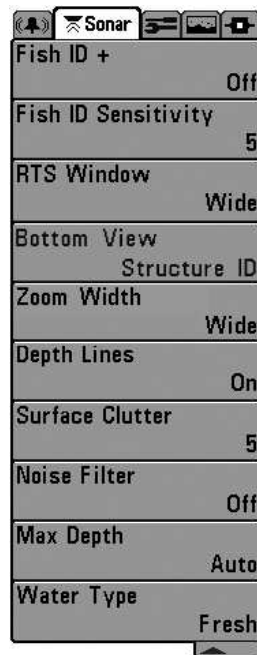 Sonar
Fish ID +
Off
Fish ID Sensitivity
5
RTS Window
Wide
Bottom View
Structure ID
Zoom Width
Wide
Depth Lines
On
Surface Clutter
5
Noise Filter
Off
Max Depth
Auto
Water Type
Fresh